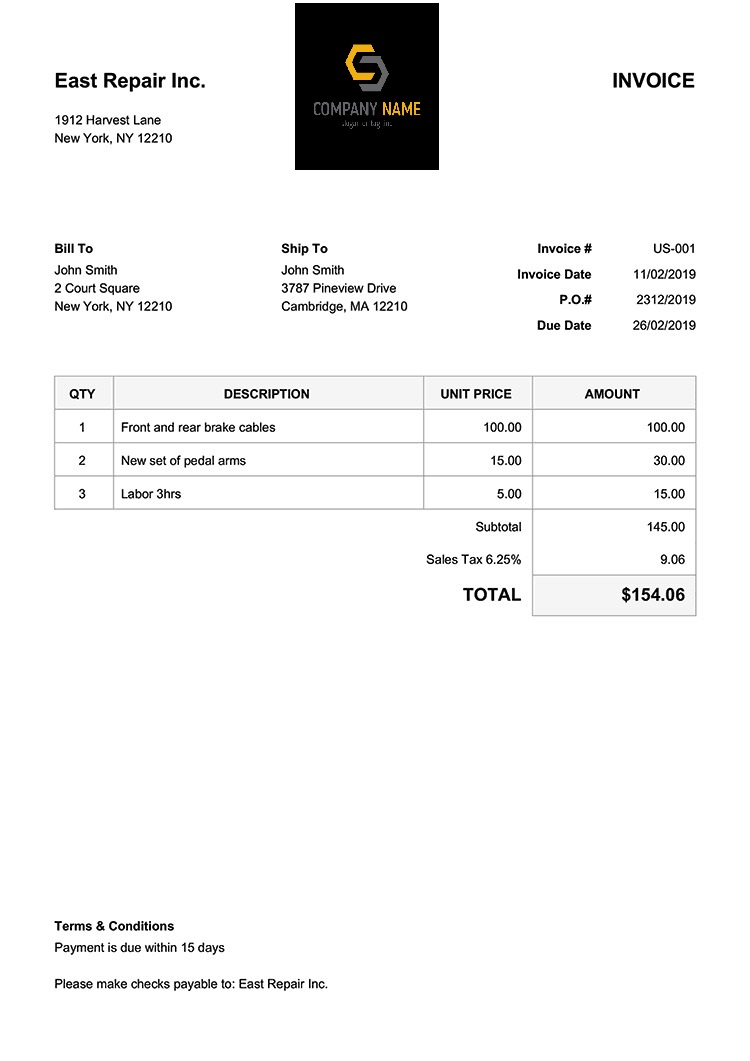 East Repair Inc.
INVOICE
COMPANY NAME
1912 Harvest Lane
New York, NY 12210
Bill To
John Smith
2 Court Square
New York, NY 12210
Ship To
John Smith
3787 Pineview Drive
Cambridge, MA 12210
Invoice # US-001
Invoice Date 11/02/2019
P.O.# 2312/2019
Due Date 26/02/2019
QTY DESCRIPTION UNIT PRICE AMOUNT
1 Front and rear brake cables 100.00 100.00
2 New set of pedal arms 15.00 30.00
3 Labor 3hrs 5.00 15.00
Subtotal 145.00
Sales Tax 6.25% 9.06
TOTAL $154.06
Terms & Conditions
Payment is due within 15 days
Please make checks payable to: East Repair Inc.